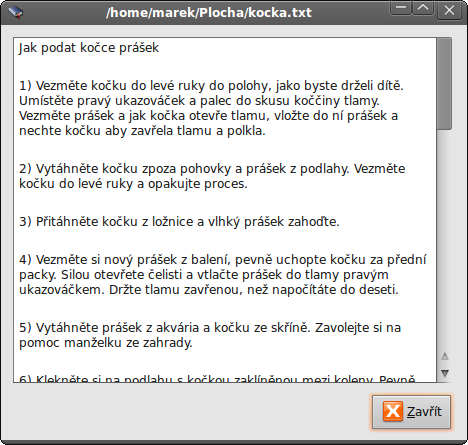 /home/marek/Plocha/kocka.txt
Jak podat kočce prášek
1) Vezměte kočku do levé ruky do polohy, jako byste drželi dítě.
Umístěte pravý ukazováček a palec do skusu koččiny tlamy.
Vezměte prášek a jak kočka otevře tlamu, vložte do ní prášek a
nechte kočku aby zavřela tlamu a polkla.
2) Vytáhněte kočku zpoza pohovky a prášek z podlahy. Vezměte
kočku do levé ruky a opakujte proces.
3) Přitáhněte kočku z ložnice a vlhký prášek zahoďte.
4) Vezměte si nový prášek z balení, pevně uchopte kočku za přední
packy. Silou otevřete čelisti a vtlačte prášek do tlamy pravým
ukazováčkem. Držte tlamu zavřenou, než napočítáte do deseti.
5) Vytáhněte prášek z akvária a kočku ze skříně. Zavolejte si na
pomoc manželku ze zahrady.
6) Klekněte si na podlahu s kočkou zaklíněnou mezi koleny. Pevně
Zavřít